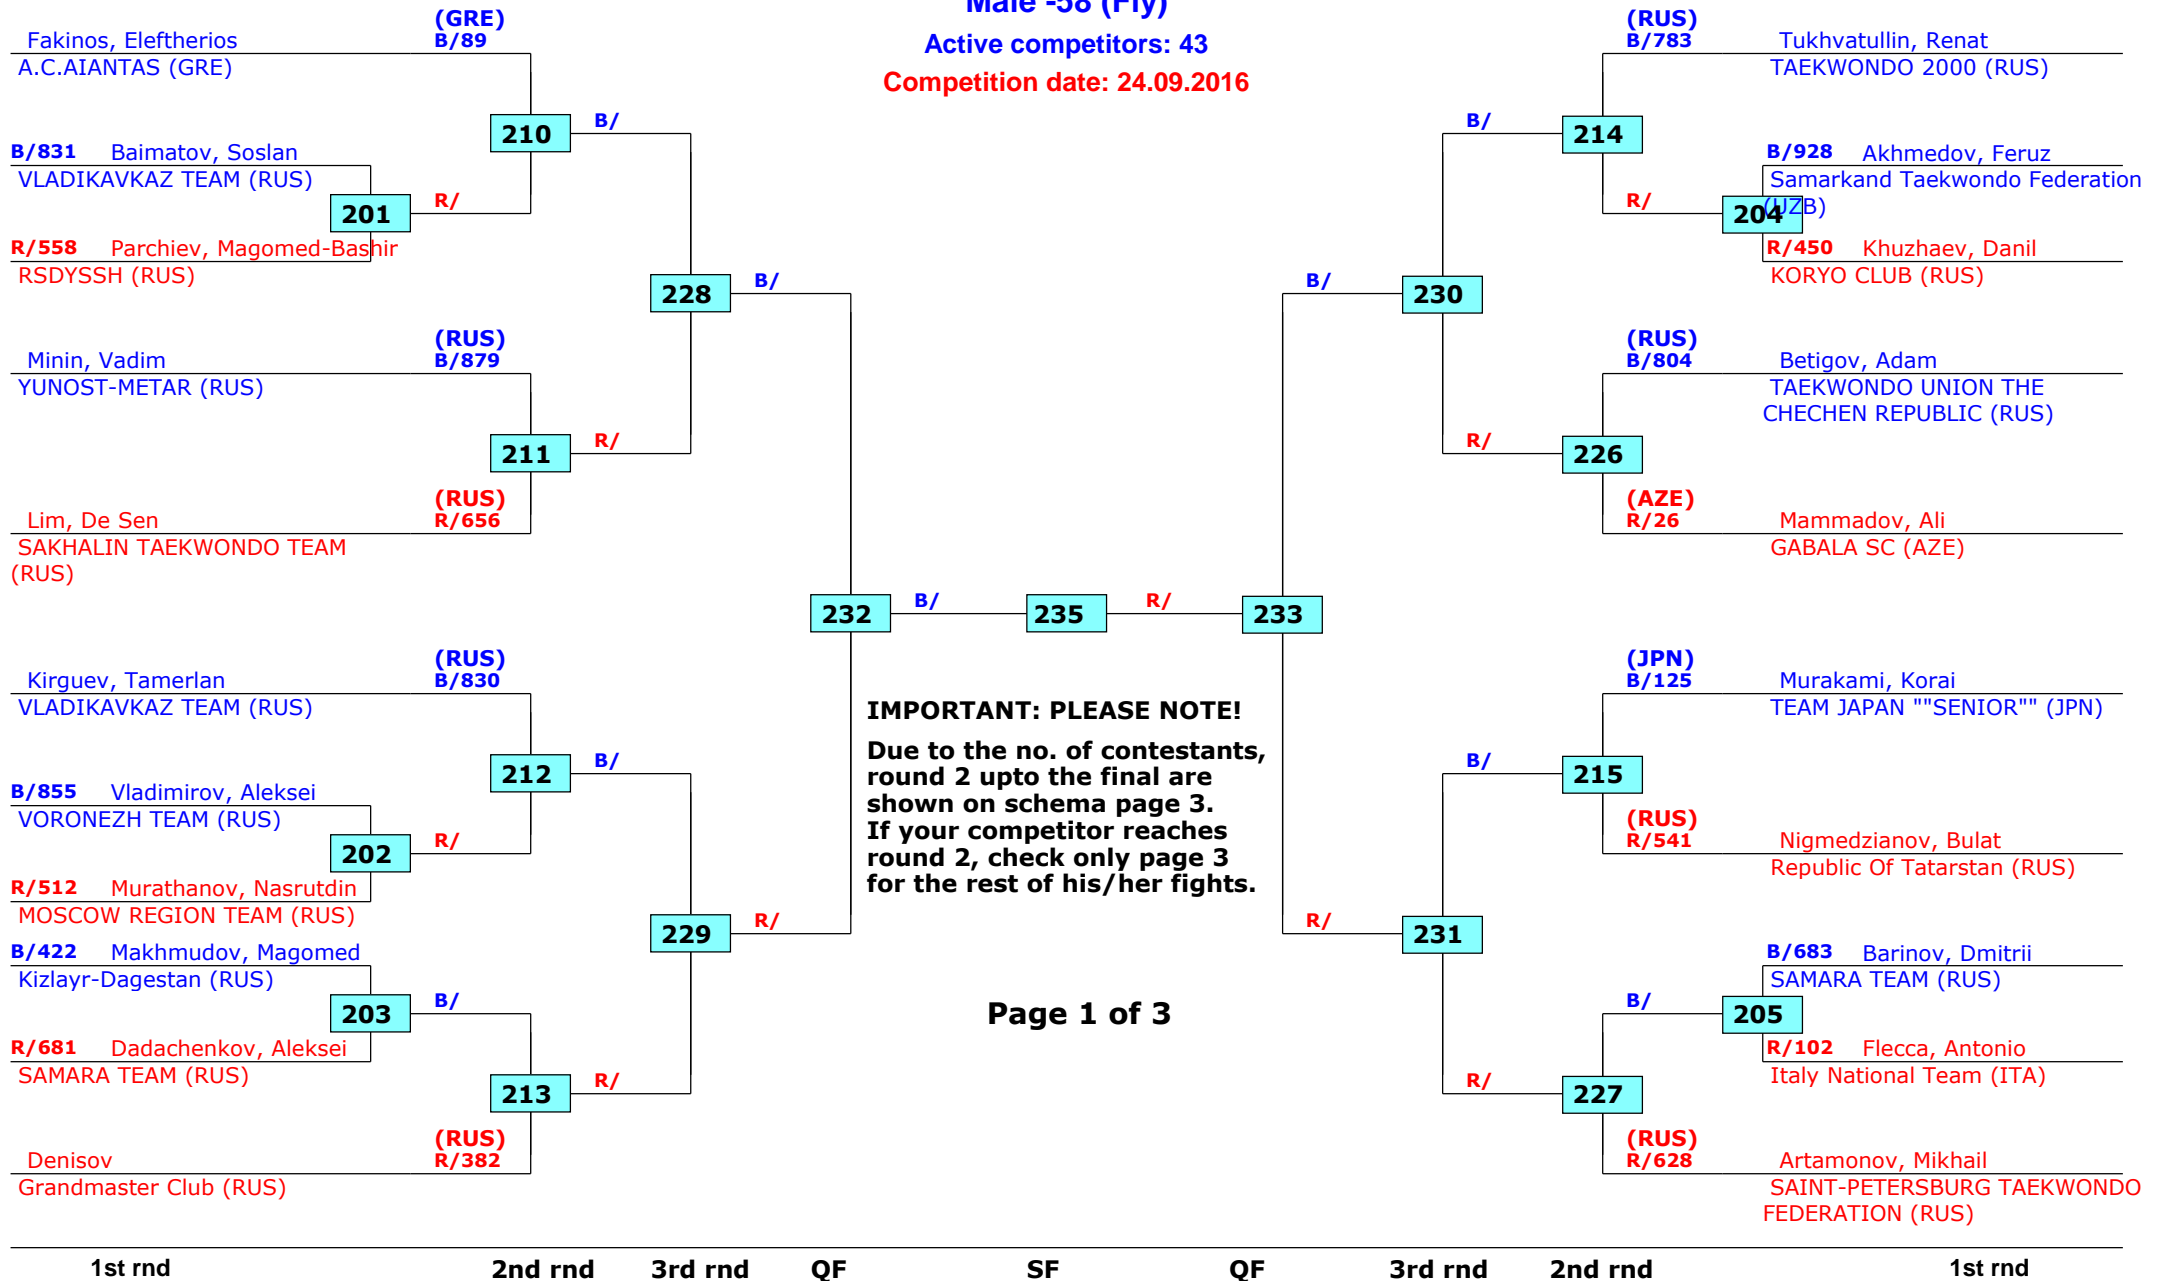 Male -58 (Fly)
Active competitors: 43
Competition date: 24.09.2016
(GRE)
Fakinos, Eleftherios B/89
A.C.AIANTAS (GRE)
210
B/
B/831 Baimatov, Soslan
VLADIKAVKAZ TEAM (RUS)
201
R/
R/558 Parchiev, Magomed-Bashir
RSDYSSH (RUS)
228
B/
(RUS)
Minin, Vadim B/879
YUNOST-METAR (RUS)
211
R/
(RUS)
Lim, De Sen R/656
SAKHALIN TAEKWONDO TEAM
(RUS)
232
B/
235
R/
233
(RUS)
Kirguev, Tamerlan B/830
VLADIKAVKAZ TEAM (RUS)
212
B/
B/855 Vladimirov, Aleksei
VORONEZH TEAM (RUS)
202
R/
R/512 Murathanov, Nasrutdin
MOSCOW REGION TEAM (RUS)
229
R/
B/422 Makhmudov, Magomed
Kizlayr-Dagestan (RUS)
203
B/
R/681 Dadachenkov, Aleksei
SAMARA TEAM (RUS)
213
R/
(RUS)
Denisov R/382
Grandmaster Club (RUS)
IMPORTANT: PLEASE NOTE!
Due to the no. of contestants,
round 2 upto the final are
shown on schema page 3.
If your competitor reaches
round 2, check only page 3
for the rest of his/her fights.
Page 1 of 3
(RUS)
B/783 Tukhvatullin, Renat
TAEKWONDO 2000 (RUS)
B/
214
B/928 Akhmedov, Feruz
Samarkand Taekwondo Federation
(UZB)
R/
204
R/450 Khuzhaev, Danil
KORYO CLUB (RUS)
B/
230
(RUS)
B/804 Betigov, Adam
TAEKWONDO UNION THE
CHECHEN REPUBLIC (RUS)
R/
226
(AZE)
R/26 Mammadov, Ali
GABALA SC (AZE)
(JPN)
B/125 Murakami, Korai
TEAM JAPAN ""SENIOR"" (JPN)
B/
215
(RUS)
R/541 Nigmedzianov, Bulat
Republic Of Tatarstan (RUS)
R/
231
B/683 Barinov, Dmitrii
SAMARA TEAM (RUS)
B/
205
R/102 Flecca, Antonio
Italy National Team (ITA)
R/
227
(RUS)
R/628 Artamonov, Mikhail
SAINT-PETERSBURG TAEKWONDO
FEDERATION (RUS)
1st rnd 2nd rnd 3rd rnd QF SF QF 3rd rnd 2nd rnd 1st rnd